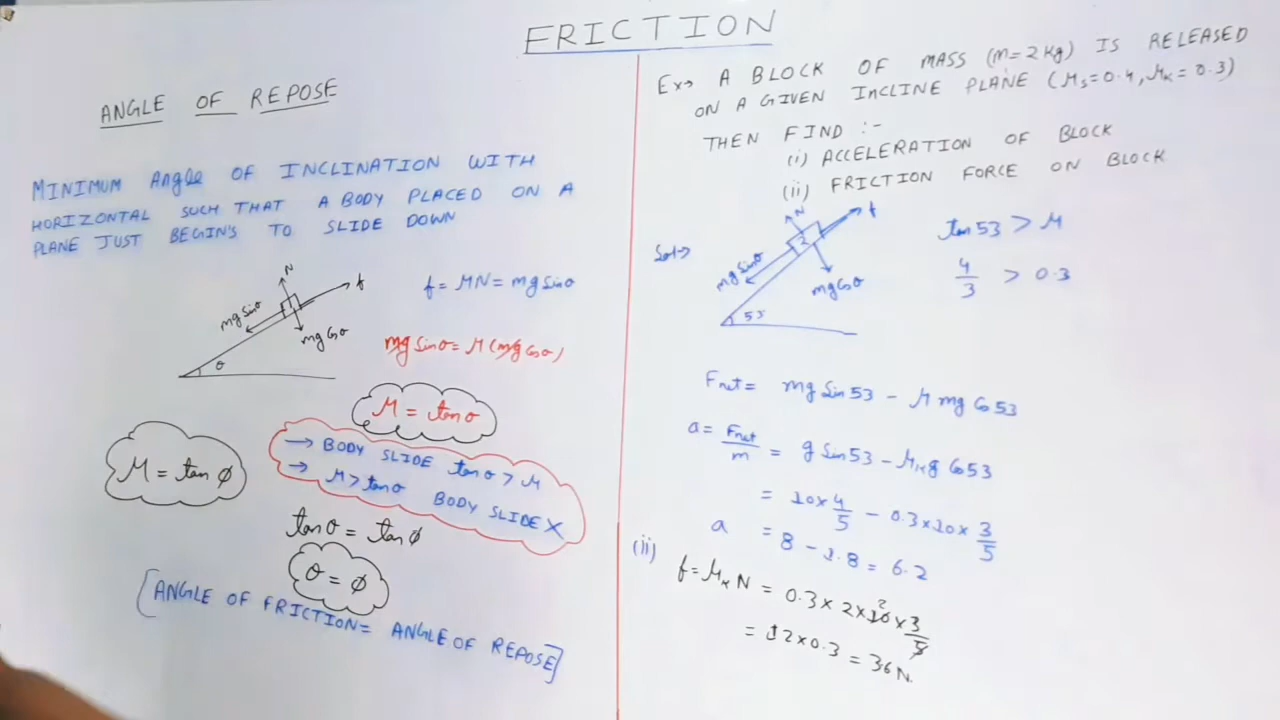 FRICTION
ANGLE OF REPOSE
MINIMUM Angle OF INCLINATION WITH
HORIZONTAL SUCH THAT A BODY PLACED ON A
PLANE JUST BEGIN'S TO SLIDE DOWN
N
f
mg Sinθ
mg Cosθ
θ
f = μN = mg Sinθ
mg Sinθ = μ (mg Cosθ)
μ = tanθ
μ = tan φ
→ BODY SLIDE tanθ > μ
→ μ > tanθ BODY SLIDE X
tanθ = tan φ
θ = φ
[ANGLE OF FRICTION = ANGLE OF REPOSE]
Ex→ A BLOCK OF MASS (m=2kg) IS RELEASED
ON A GIVEN INCLINE PLANE (μs=0.4, μk=0.3)
THEN FIND :-
(i) ACCELERATION OF BLOCK
(ii) FRICTION FORCE ON BLOCK
Sol→
N
f
2
mg Sinθ
mg Cosθ
53
tan 53 > μ
4/3 > 0.3
Fnet = mg Sin 53 - μ mg Cos 53
a = Fnet/m = g Sin 53 - μk g Cos 53
= 10 × 4/5 - 0.3 × 10 × 3/5
a = 8 - 1.8 = 6.2
(ii) f = μk N = 0.3 × 2 × 10 2 × 3/5
= 12 × 0.3 = 36 N.